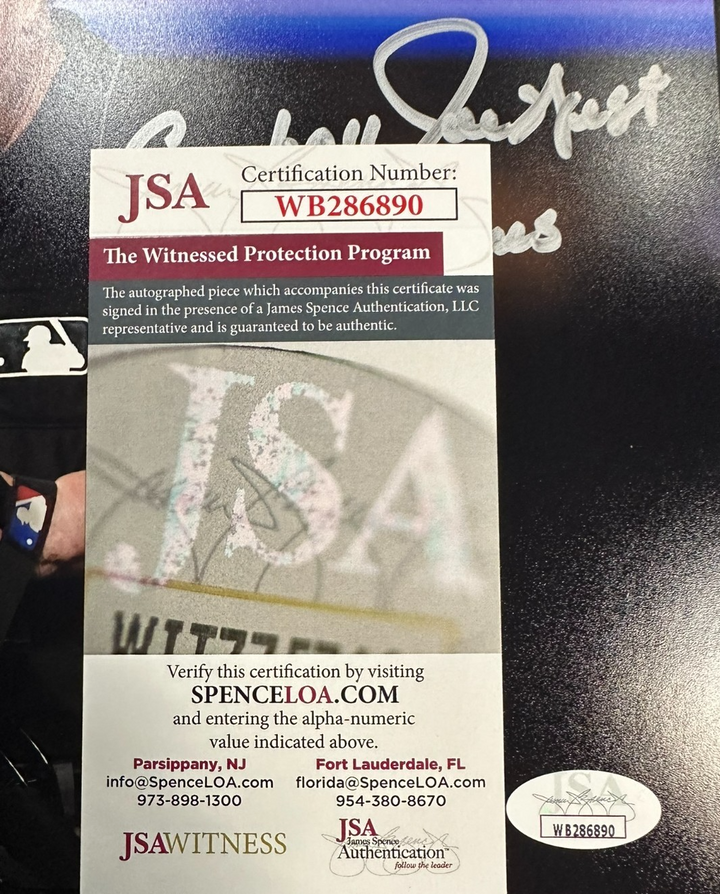 Cowboy Joe West
JSA
Certification Number:
WB286890
The Witnessed Protection Program
The autographed piece which accompanies this certificate was
signed in the presence of a James Spence Authentication, LLC
representative and is guaranteed to be authentic.
JSA
Verify this certification by visiting
SPENCELOA.COM
and entering the alpha-numeric
value indicated above.
Parsippany, NJ
info@SpenceLOA.com
973-898-1300
Fort Lauderdale, FL
florida@SpenceLOA.com
954-380-8670
JSAWITNESS
JSA
James Spence
Authentication
follow the leader
JSA
WB286890